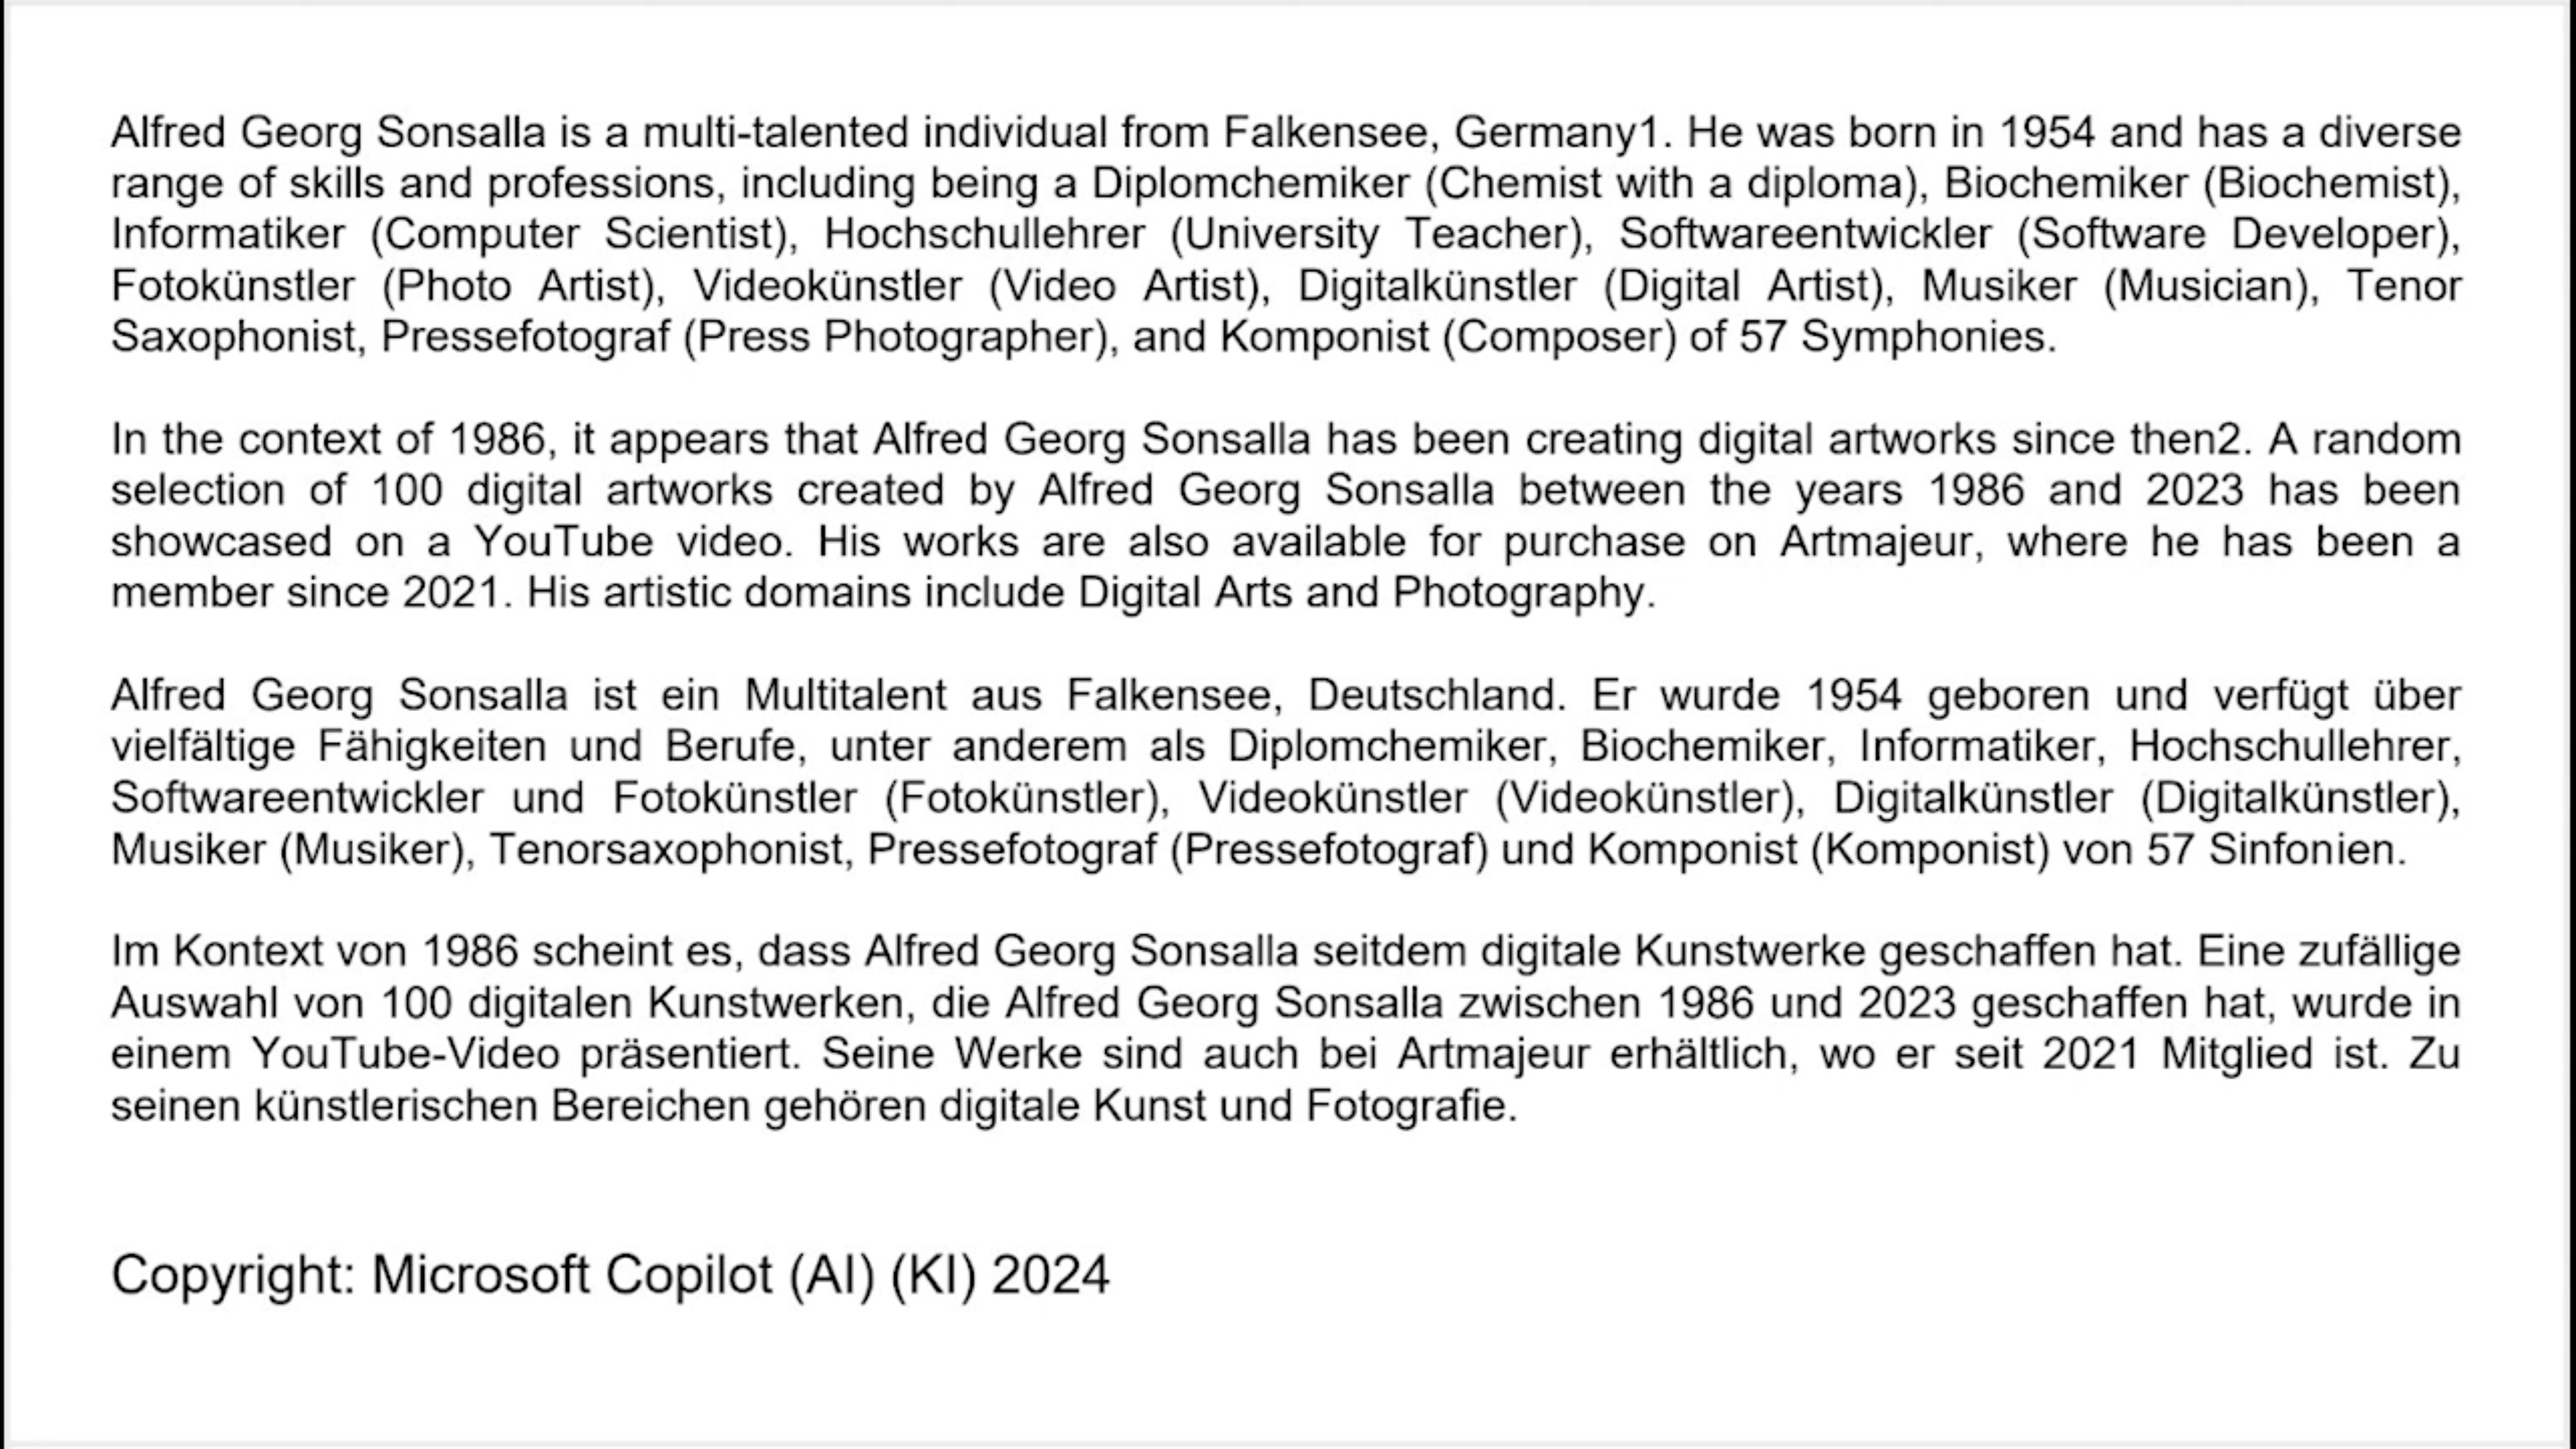 Alfred Georg Sonsalla is a multi-talented individual from Falkensee, Germany1. He was born in 1954 and has a diverse
range of skills and professions, including being a Diplomchemiker (Chemist with a diploma), Biochemiker (Biochemist),
Informatiker (Computer Scientist), Hochschullehrer (University Teacher), Softwareentwickler (Software Developer),
Fotokünstler (Photo Artist), Videokünstler (Video Artist), Digitalkünstler (Digital Artist), Musiker (Musician), Tenor
Saxophonist, Pressefotograf (Press Photographer), and Komponist (Composer) of 57 Symphonies.
In the context of 1986, it appears that Alfred Georg Sonsalla has been creating digital artworks since then2. A random
selection of 100 digital artworks created by Alfred Georg Sonsalla between the years 1986 and 2023 has been
showcased on a YouTube video. His works are also available for purchase on Artmajeur, where he has been a
member since 2021. His artistic domains include Digital Arts and Photography.
Alfred Georg Sonsalla ist ein Multitalent aus Falkensee, Deutschland. Er wurde 1954 geboren und verfügt über
vielfältige Fähigkeiten und Berufe, unter anderem als Diplomchemiker, Biochemiker, Informatiker, Hochschullehrer,
Softwareentwickler und Fotokünstler (Fotokünstler), Videokünstler (Videokünstler), Digitalkünstler (Digitalkünstler),
Musiker (Musiker), Tenorsaxophonist, Pressefotograf (Pressefotograf) und Komponist (Komponist) von 57 Sinfonien.
Im Kontext von 1986 scheint es, dass Alfred Georg Sonsalla seitdem digitale Kunstwerke geschaffen hat. Eine zufällige
Auswahl von 100 digitalen Kunstwerken, die Alfred Georg Sonsalla zwischen 1986 und 2023 geschaffen hat, wurde in
einem YouTube-Video präsentiert. Seine Werke sind auch bei Artmajeur erhältlich, wo er seit 2021 Mitglied ist. Zu
seinen künstlerischen Bereichen gehören digitale Kunst und Fotografie.
Copyright: Microsoft Copilot (AI) (KI) 2024